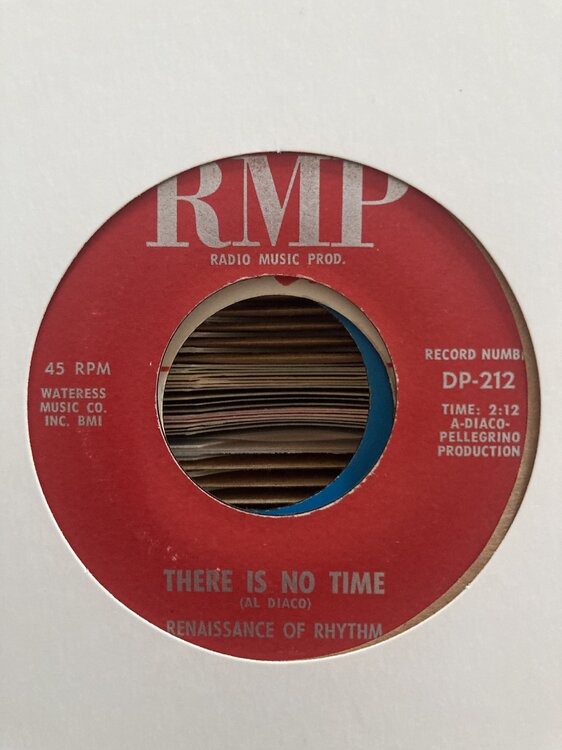 RMP
RADIO MUSIC PROD.
45 RPM
WATERESS
MUSIC CO.
INC. BMI
RECORD NUMB
DP-212
TIME: 2:12
A-DIACO-
PELLEGRINO
PRODUCTION
THERE IS NO TIME
(AL DIACO)
RENAISSANCE OF RHYTHM